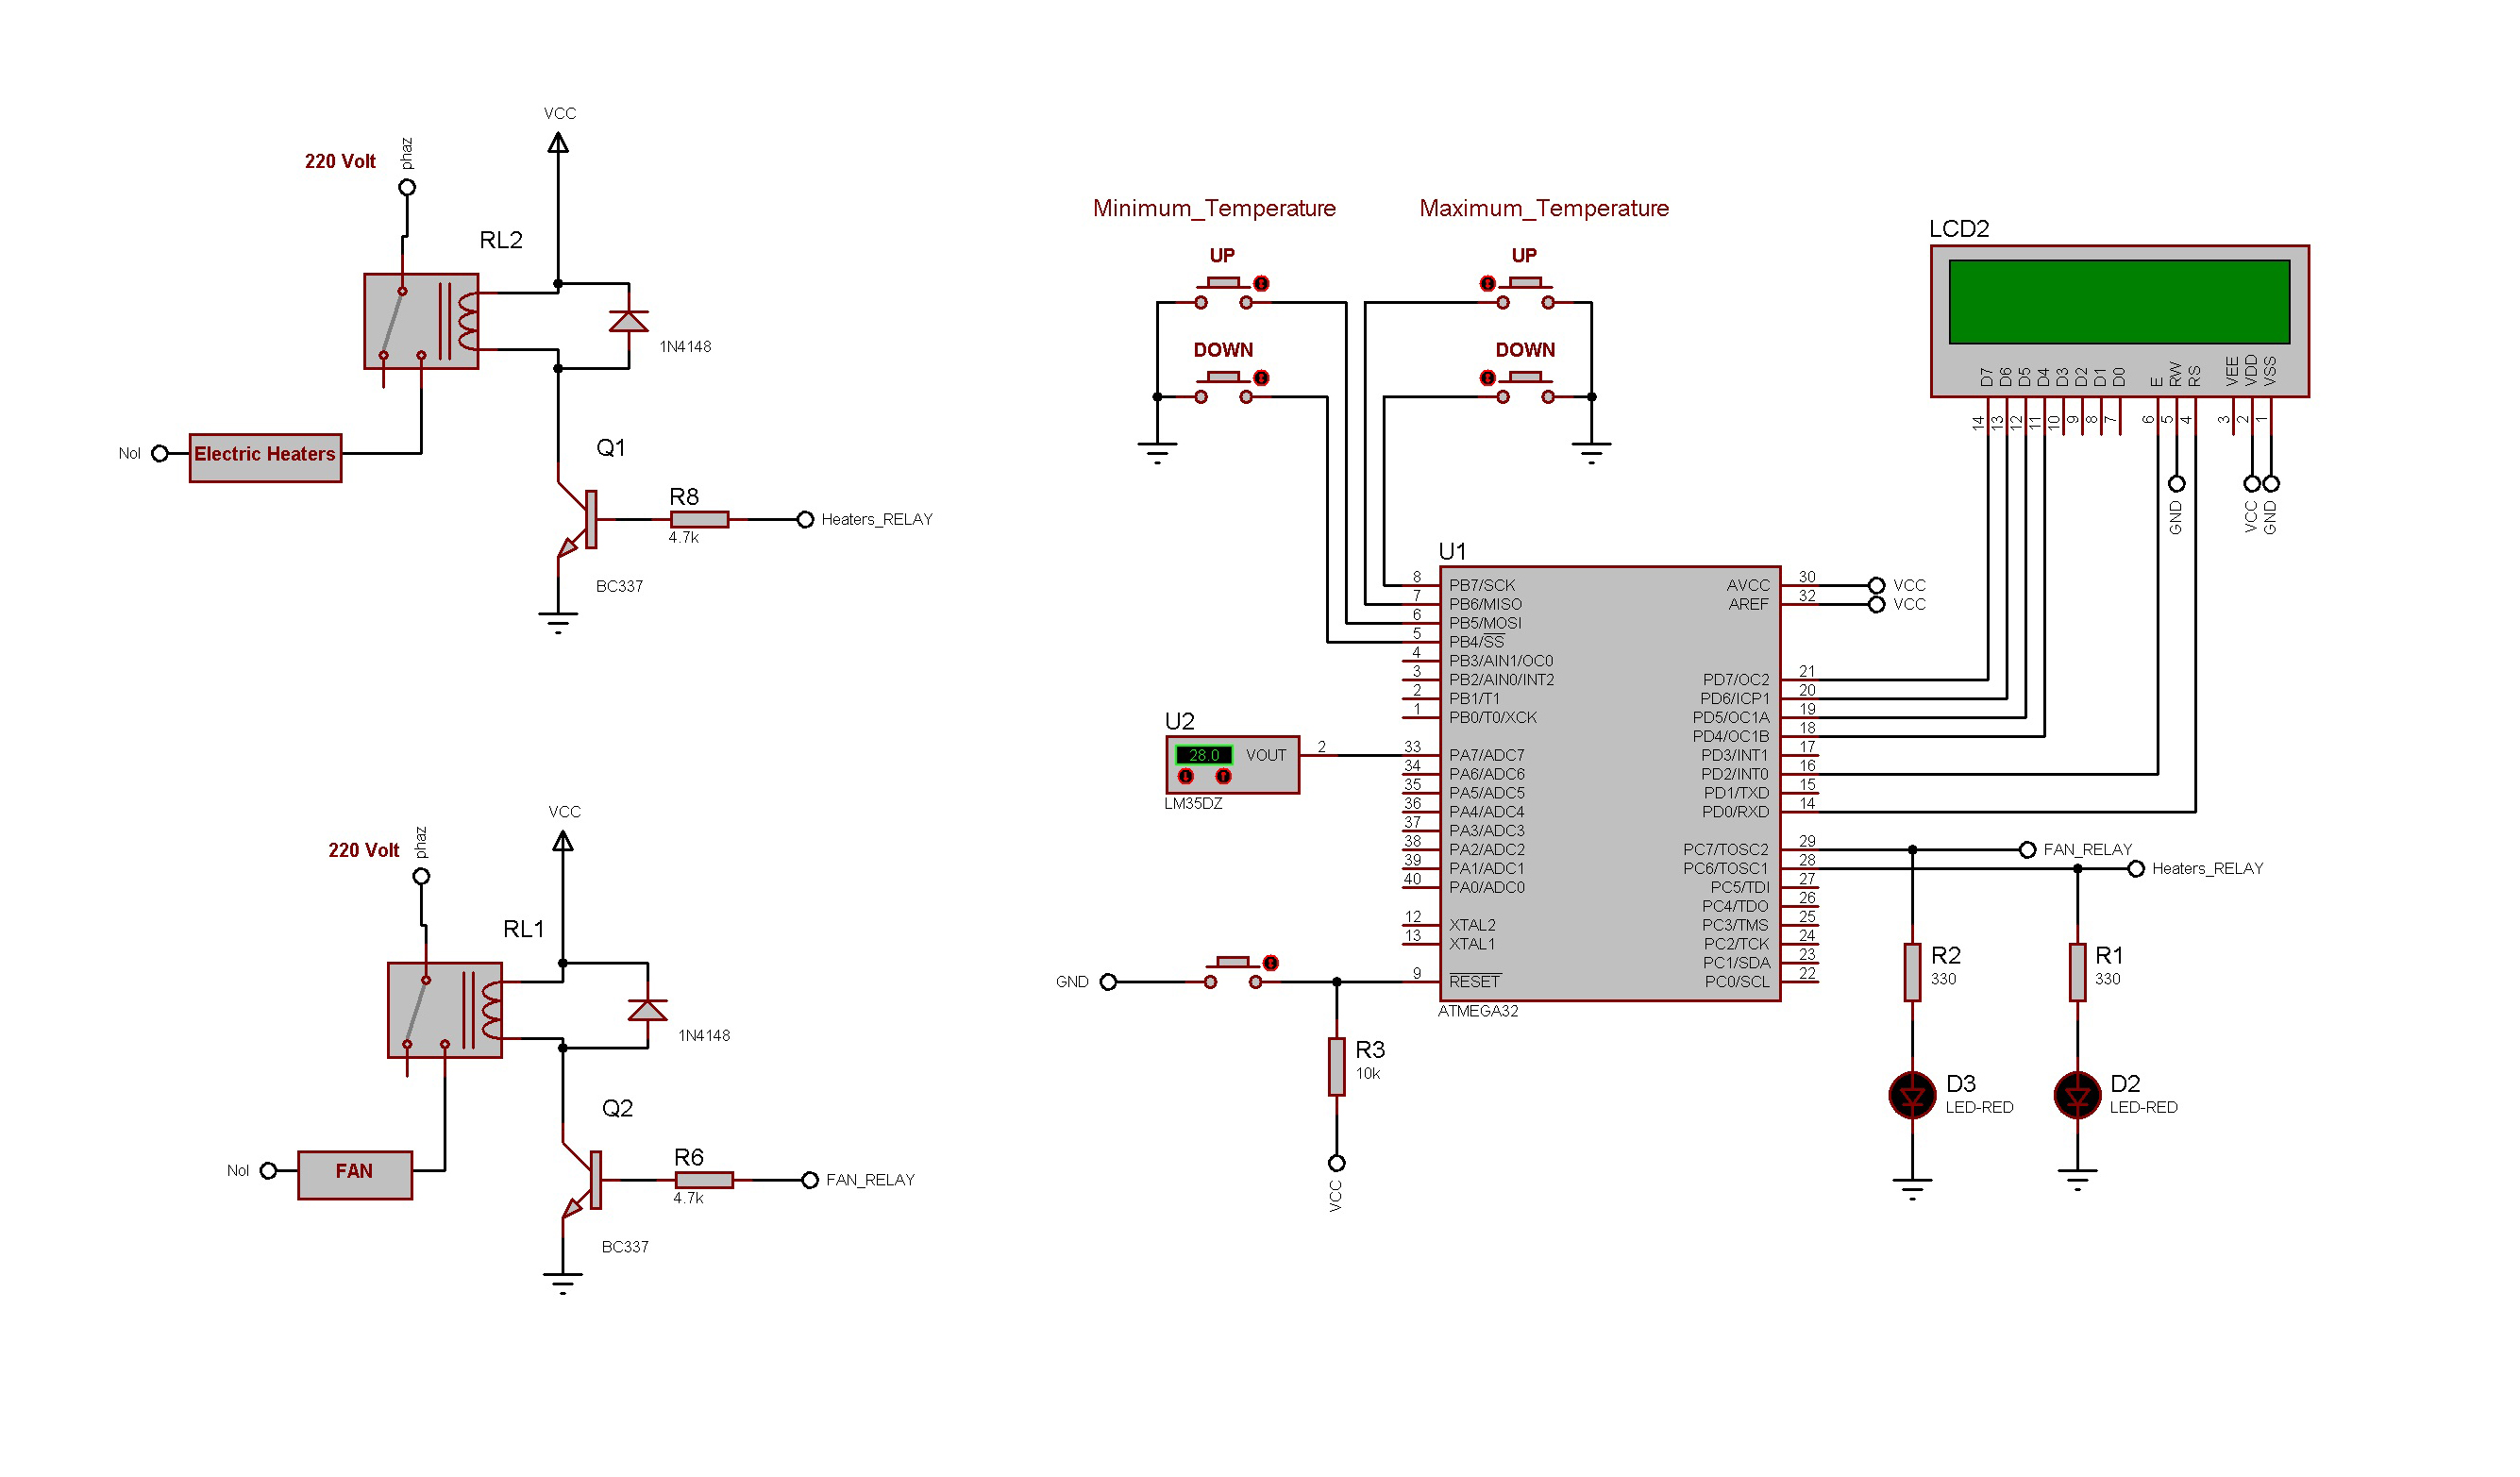 VCC
220 Volt
phaz
RL2
1N4148
Nol
Electric Heaters
Q1
R8
4.7k
Heaters_RELAY
BC337
VCC
220 Volt
phaz
RL1
1N4148
Nol
FAN
Q2
R6
4.7k
FAN_RELAY
BC337
Minimum_Temperature
Maximum_Temperature
UP
UP
DOWN
DOWN
LCD2
D7
D6
D5
D4
D3
D2
D1
D0
E
RW
RS
VEE
VDD
VSS
14
13
12
11
10
9
8
7
6
5
4
3
2
1
GND
VCC
GND
U1
8 PB7/SCK
7 PB6/MISO
6 PB5/MOSI
5 PB4/SS
4 PB3/AIN1/OC0
3 PB2/AIN0/INT2
2 PB1/T1
1 PB0/T0/XCK
33 PA7/ADC7
34 PA6/ADC6
35 PA5/ADC5
36 PA4/ADC4
37 PA3/ADC3
38 PA2/ADC2
39 PA1/ADC1
40 PA0/ADC0
12 XTAL2
13 XTAL1
9 RESET
AVCC 30 VCC
AREF 32 VCC
PD7/OC2 21
PD6/ICP1 20
PD5/OC1A 19
PD4/OC1B 18
PD3/INT1 17
PD2/INT0 16
PD1/TXD 15
PD0/RXD 14
PC7/TOSC2 29 FAN_RELAY
PC6/TOSC1 28 Heaters_RELAY
PC5/TDI 27
PC4/TDO 26
PC3/TMS 25
PC2/TCK 24
PC1/SDA 23
PC0/SCL 22
ATMEGA32
U2
28.0 VOUT 2
LM35DZ
GND
R3
10k
VCC
R2
330
R1
330
D3
LED-RED
D2
LED-RED